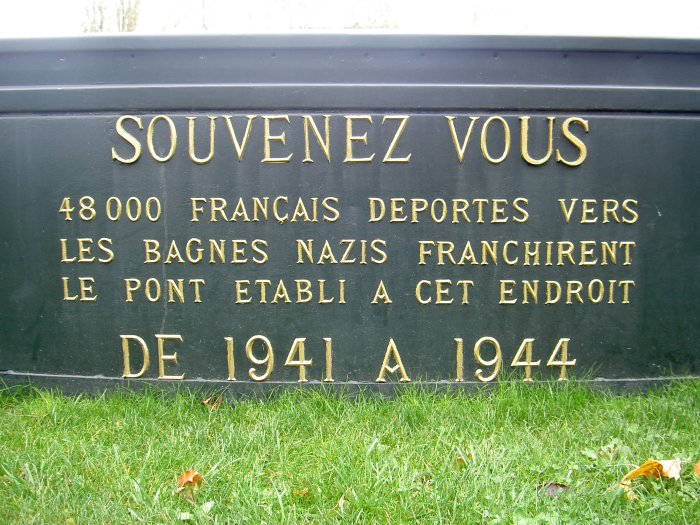 SOUVENEZ VOUS
48 000 FRANÇAIS DEPORTES VERS
LES BAGNES NAZIS FRANCHIRENT
LE PONT ETABLI A CET ENDROIT
DE 1941 A 1944